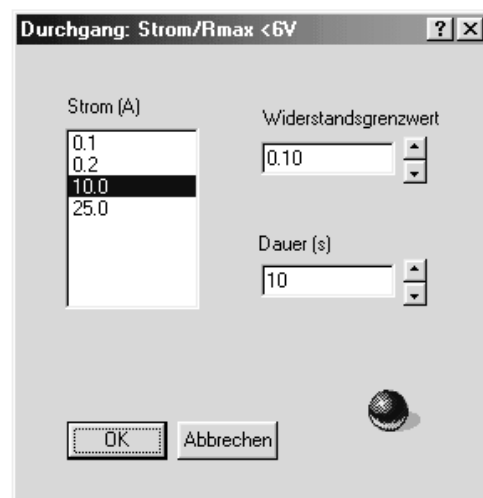 Durchgang: Strom/Rmax <6V
Strom (A)
0.1
0.2
10.0
25.0
Widerstandsgrenzwert
0.10
Dauer (s)
10
OK
Abbrechen